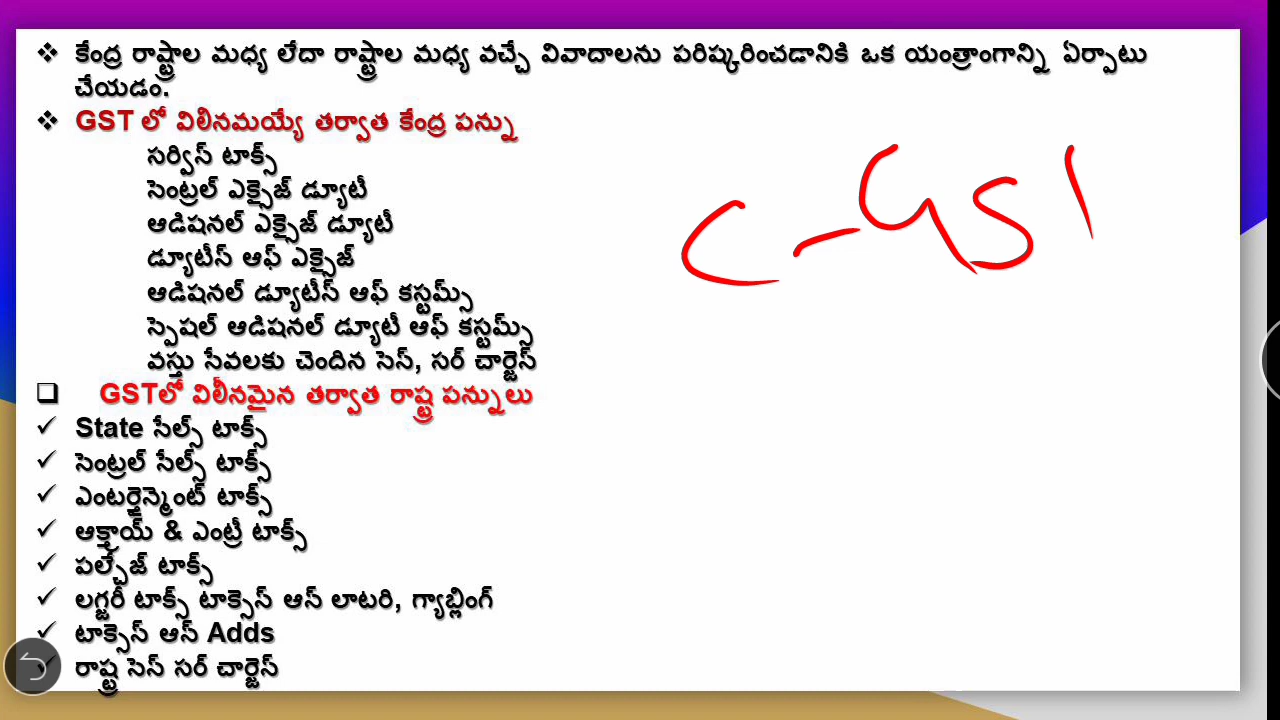 ❖ కేంద్ర రాష్ట్రాల మధ్య లేదా రాష్ట్రాల మధ్య వచ్చే వివాదాలను పరిష్కరించడానికి ఒక యంత్రాంగాన్ని ఏర్పాటు
చేయడం.
❖ GST లో విలీనమయ్యే తర్వాత కేంద్ర పన్ను
సర్విస్ టాక్స్
సెంట్రల్ ఎక్సైజ్ డ్యూటీ
ఆడిషనల్ ఎక్సైజ్ డ్యూటీ
డ్యూటీస్ ఆఫ్ ఎక్సైజ్
ఆడిషనల్ డ్యూటీస్ ఆఫ్ కస్టమ్స్
స్పెషల్ ఆడిషనల్ డ్యూటీ ఆఫ్ కస్టమ్స్
వస్తు సేవలకు చెందిన సెస్, సర్ చార్జెస్
❑ GSTలో విలీనమైన తర్వాత రాష్ట్ర పన్నులు
✓ State సేల్స్ టాక్స్
✓ సెంట్రల్ సేల్స్ టాక్స్
✓ ఎంటర్టైన్మెంట్ టాక్స్
✓ ఆక్ట్రాయ్ & ఎంట్రీ టాక్స్
✓ పల్చేజ్ టాక్స్
✓ లగ్జరీ టాక్స్ టాక్సెస్ ఆన్ లాటరి, గ్యాబ్లింగ్
✓ టాక్సెస్ ఆన్ Adds
✓ రాష్ట్ర సెస్ సర్ చార్జెస్
C-GST